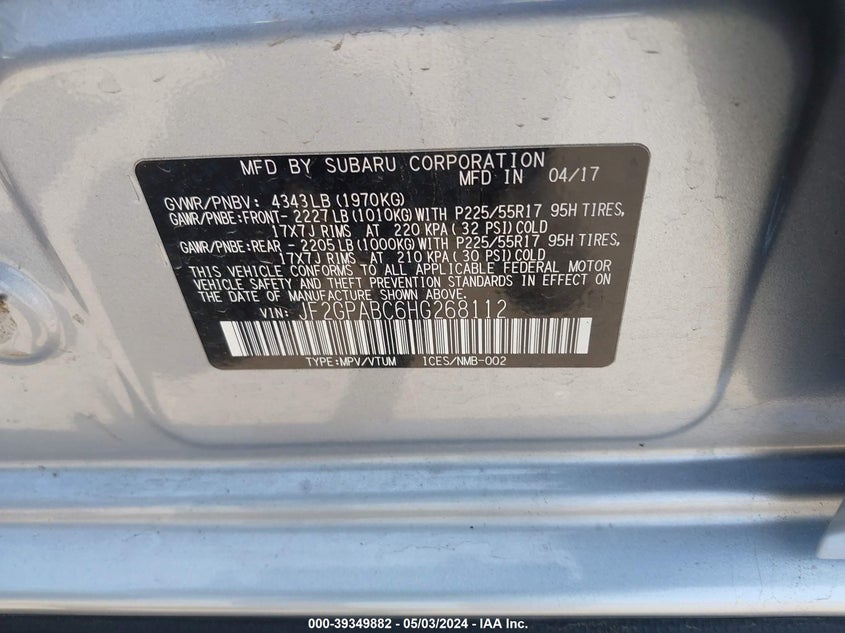 MFD BY SUBARU CORPORATION
MFD IN 04/17
GVWR/PNBV: 4343LB(1970KG)
GAWR/PNBE:FRONT- 2227LB(1010KG)WITH P225/55R17 95H TIRES,
17X7J RIMS AT 220 KPA(32 PSI)COLD
GAWR/PNBE:REAR - 2205LB(1000KG)WITH P225/55R17 95H TIRES,
17X7J RIMS AT 210 KPA(30 PSI)COLD
THIS VEHICLE CONFORMS TO ALL APPLICABLE FEDERAL MOTOR
VEHICLE SAFETY AND THEFT PREVENTION STANDARDS IN EFFECT ON
THE DATE OF MANUFACTURE SHOWN ABOVE.
VIN: JF2GPABC6HG268112
TYPE:MPV/VTUM ICES/NMB-002
000-39349882 - 05/03/2024 - IAA Inc.